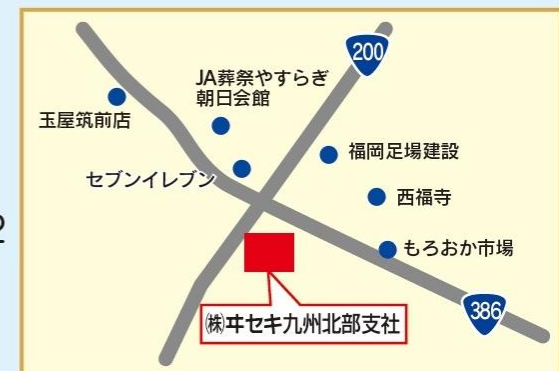 200
JA葬祭やすらぎ
朝日会館
玉屋筑前店
福岡足場建設
セブンイレブン
西福寺
もろおか市場
㈱ヰセキ九州北部支社
386